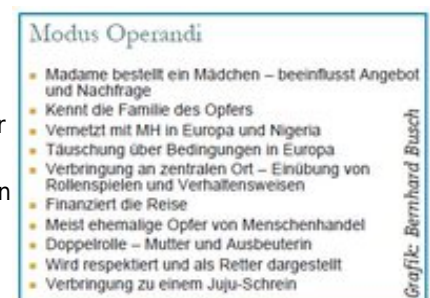 Modus Operandi
Madame bestellt ein Mädchen – beeinflusst Angebot
und Nachfrage
Kennt die Familie des Opfers
Vernetzt mit MH in Europa und Nigeria
Täuschung über Bedingungen in Europa
Verbringung an zentralen Ort – Einübung von
Rollenspielen und Verhaltensweisen
Finanziert die Reise
Meist ehemalige Opfer von Menschenhandel
Doppelrolle – Mutter und Ausbeuterin
Wird respektiert und als Retter dargestellt
Verbringung zu einem Juju-Schrein
Grafik: Bernhard Busch